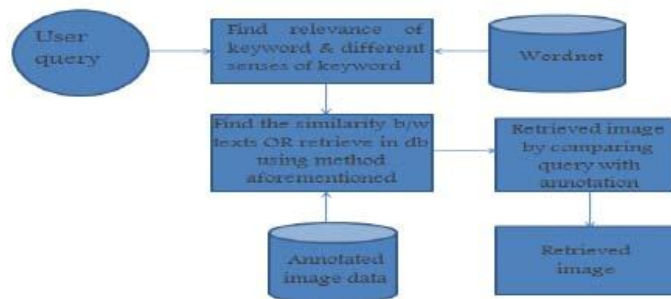 User
query
Find relevance of
keyword & different
senses of keyword
Wordnet
Find the similarity b/w
texts OR retrieve in db
using method
aforementioned
Retrieved image
by comparing
query with
annotation
Annotated
image data
Retrieved
image